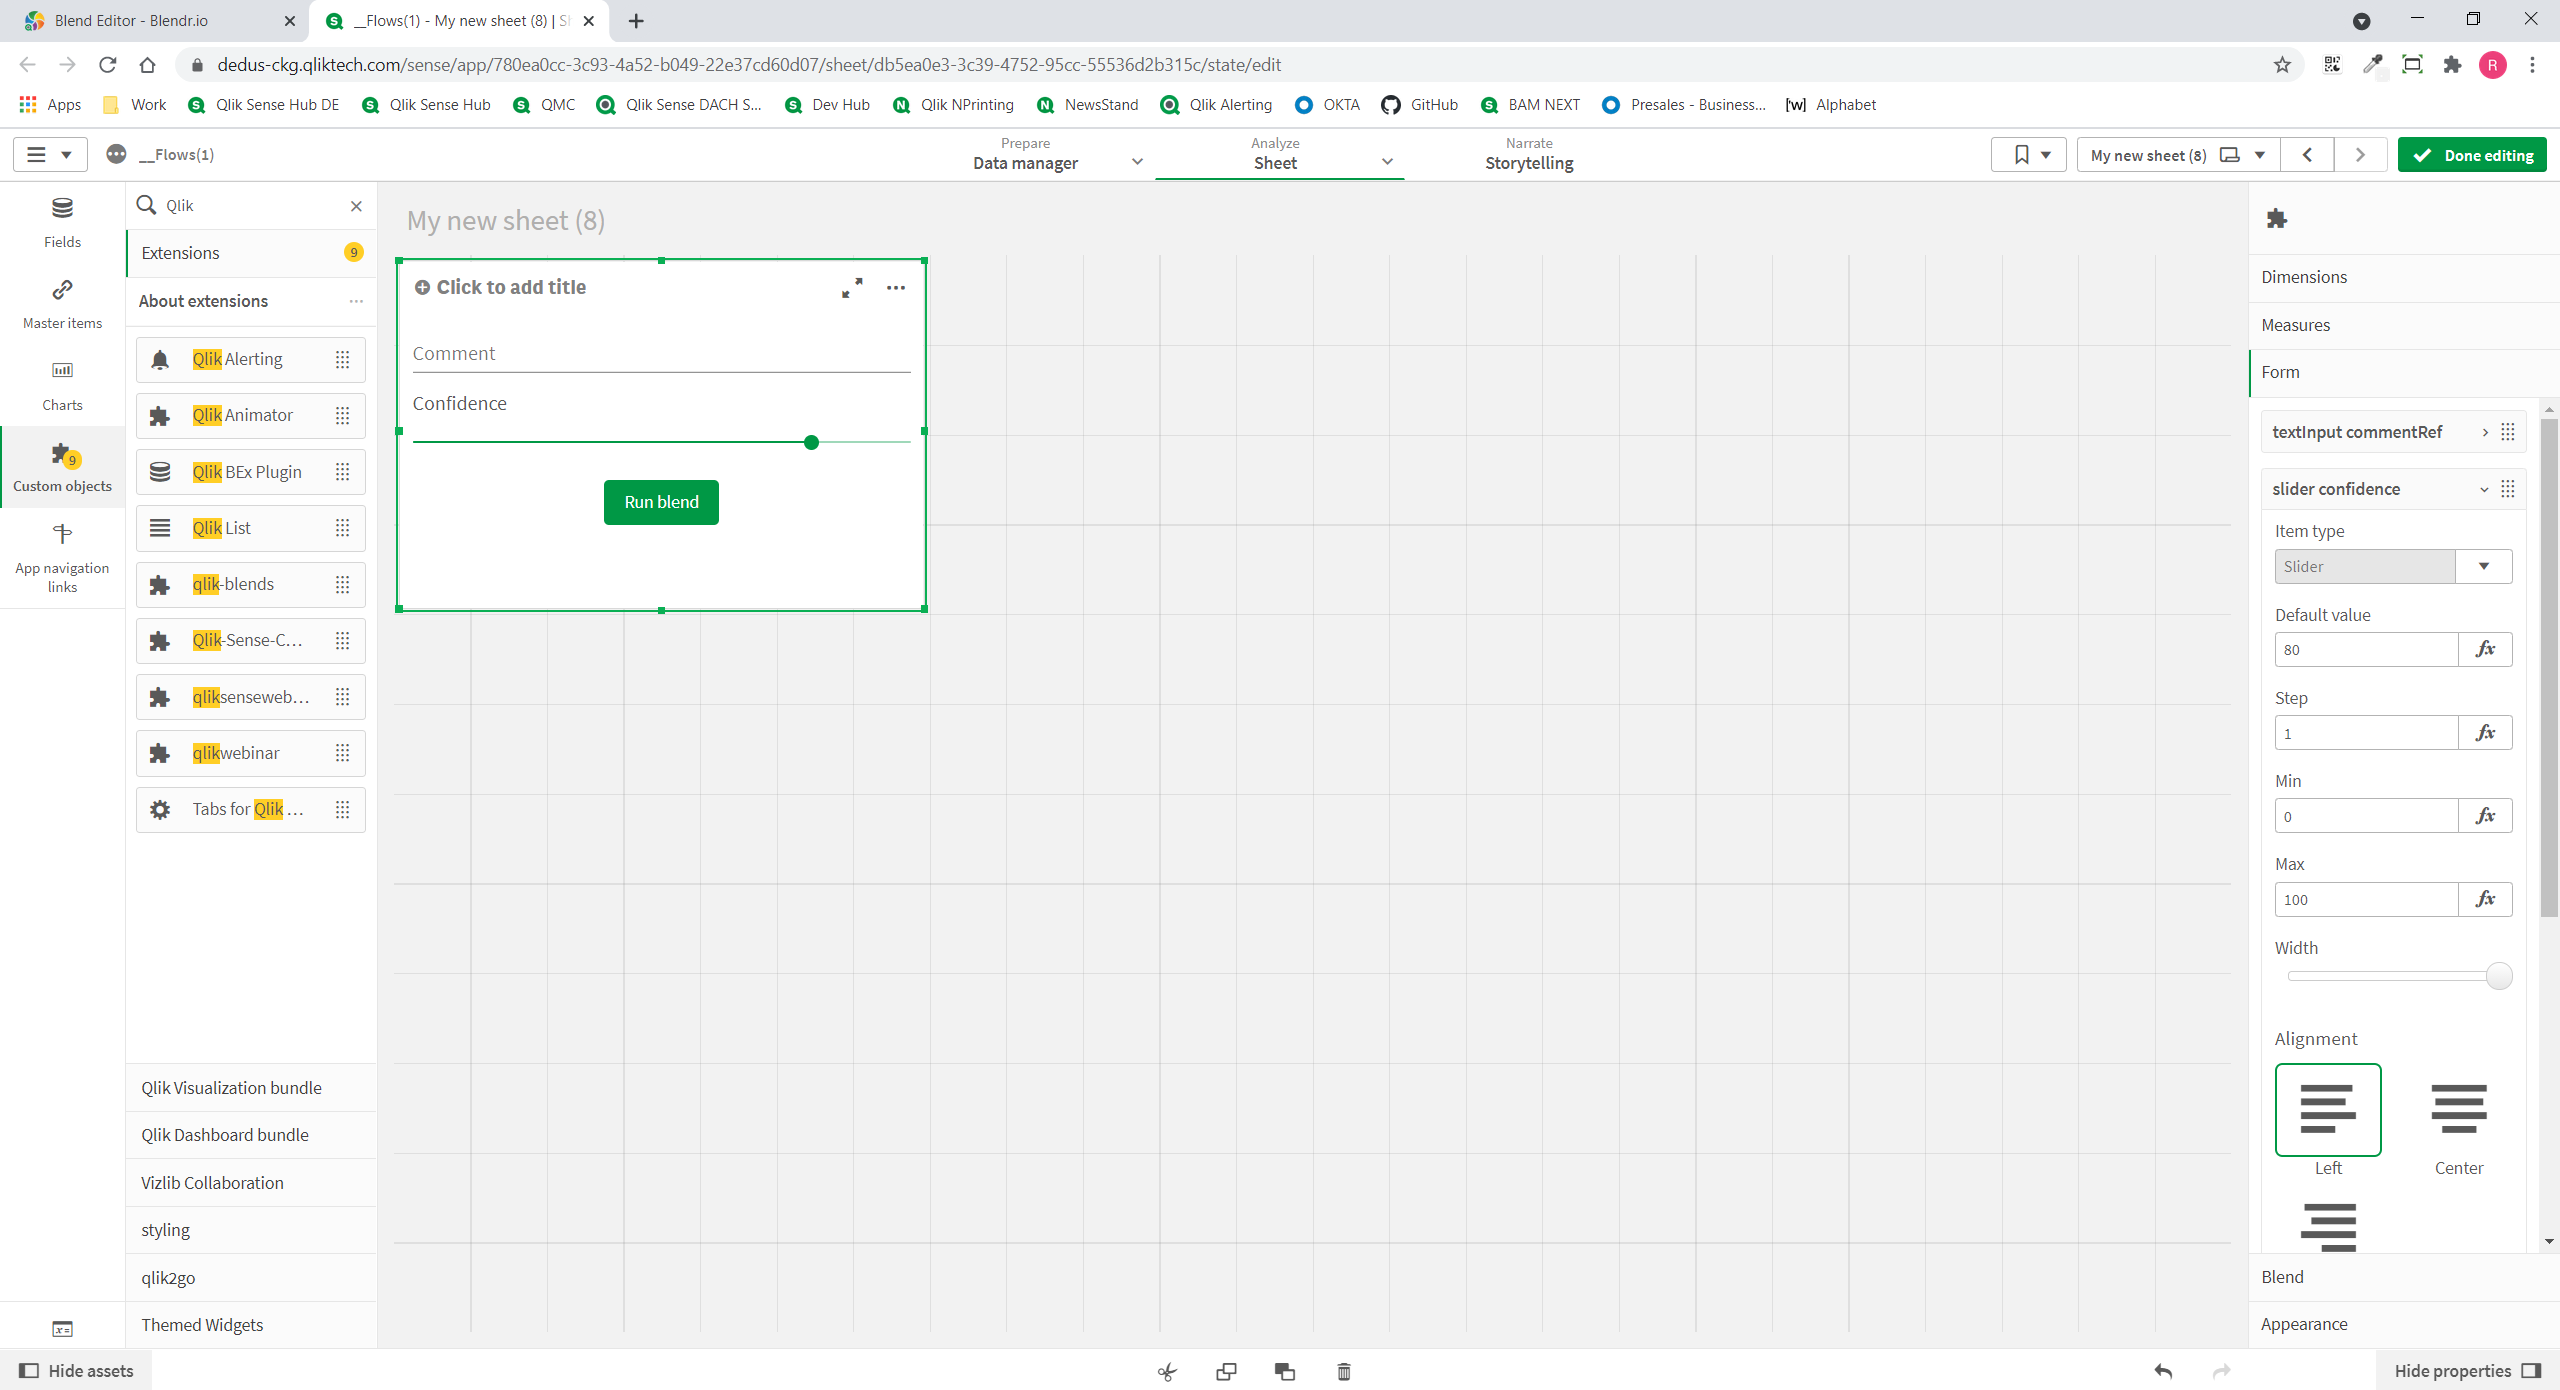 Blend Editor - Blendr.io
__Flows(1) - My new sheet (8) | S
dedus-ckg.qliktech.com/sense/app/780ea0cc-3c93-4a52-b049-22e37cd60d07/sheet/db5ea0e3-3c39-4752-95cc-55536d2b315c/state/edit
R
Apps
Work
Qlik Sense Hub DE
Qlik Sense Hub
QMC
Qlik Sense DACH S...
Dev Hub
Qlik NPrinting
NewsStand
Qlik Alerting
OKTA
GitHub
BAM NEXT
Presales - Business...
[w] Alphabet
__Flows(1)
Prepare
Data manager
Analyze
Sheet
Narrate
Storytelling
My new sheet (8)
Done editing
Fields
Master items
Charts
9
Custom objects
App navigation
links
Qlik
Extensions
9
About extensions
Qlik Alerting
Qlik Animator
Qlik BEx Plugin
Qlik List
qlik-blends
Qlik-Sense-C...
qliksenseweb...
qlikwebinar
Tabs for Qlik ...
Qlik Visualization bundle
Qlik Dashboard bundle
Vizlib Collaboration
styling
qlik2go
Themed Widgets
My new sheet (8)
Click to add title
Comment
Confidence
Run blend
Dimensions
Measures
Form
textInput commentRef
slider confidence
Item type
Slider
Default value
80
fx
Step
1
fx
Min
0
fx
Max
100
fx
Width
Alignment
Left
Center
Blend
Appearance
x=
Hide assets
Hide properties